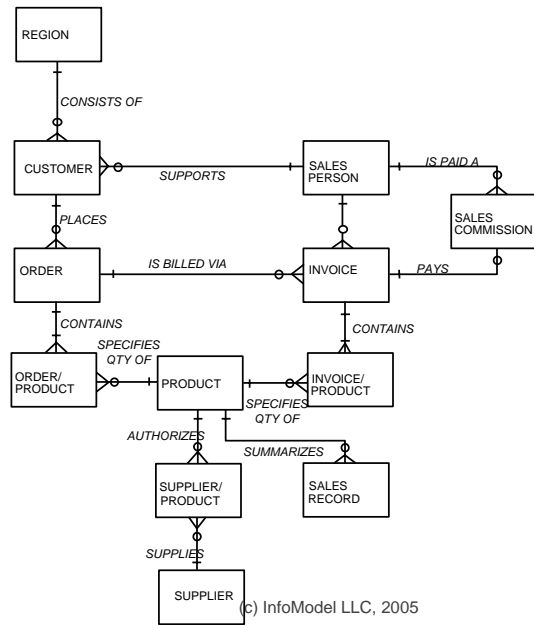 REGION
CONSISTS OF
CUSTOMER
SUPPORTS
SALES
PERSON
IS PAID A
SALES
COMMISSION
PLACES
ORDER
IS BILLED VIA
INVOICE
PAYS
CONTAINS
CONTAINS
SPECIFIES
QTY OF
ORDER/
PRODUCT
PRODUCT
INVOICE/
PRODUCT
SPECIFIES
QTY OF
AUTHORIZES
SUMMARIZES
SUPPLIER/
PRODUCT
SALES
RECORD
SUPPLIES
SUPPLIER
(c) InfoModel LLC, 2005